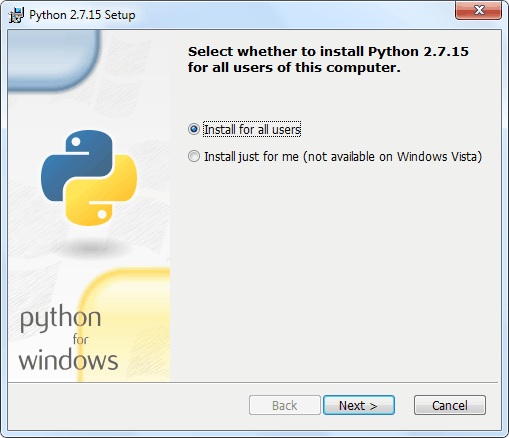 Python 2.7.15 Setup
Select whether to install Python 2.7.15
for all users of this computer.
Install for all users
Install just for me (not available on Windows Vista)
python
for
windows
Back
Next >
Cancel